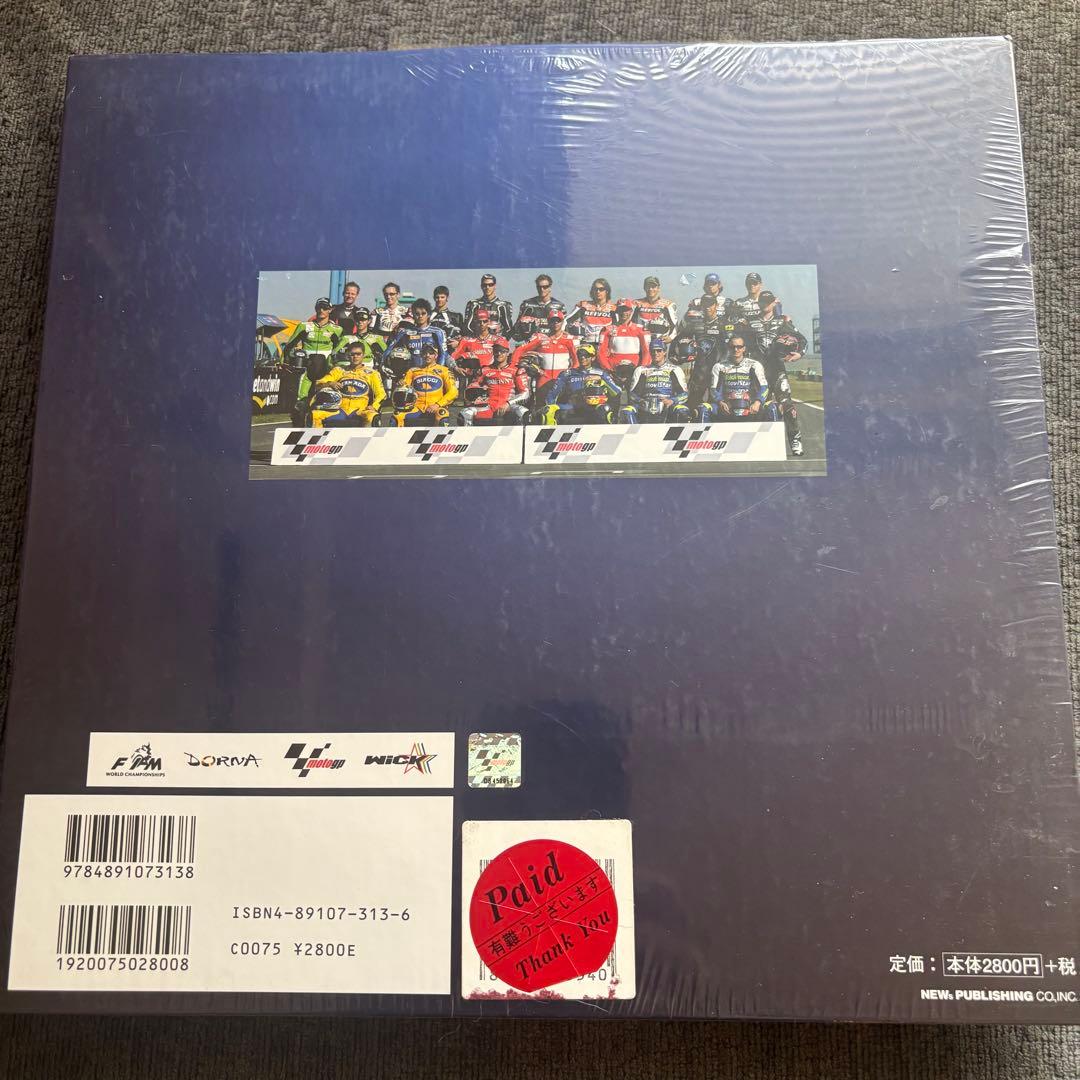 motogp
motogp
motogp
motogp
FIM
WORLD CHAMPIONSHIPS
DORNA
motogp
WICK
motogp
9784891073138
ISBN4-89107-313-6
C0075 ¥2800E
1920075028008
Paid
有難うございます
Thank You
定価：本体2800円+税
NEWs PUBLISHING CO,INC.